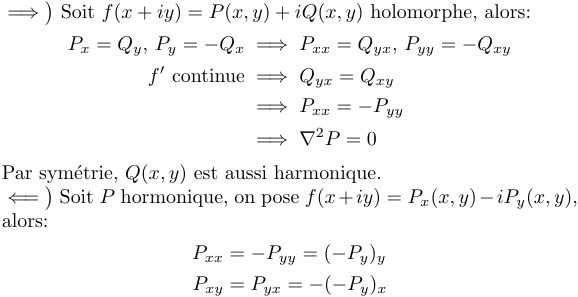 ⟹) Soit f(x + iy) = P(x, y) + iQ(x, y) holomorphe, alors:
P_x = Q_y, P_y = −Q_x ⟹ P_xx = Q_yx, P_yy = −Q_xy
f′ continue ⟹ Q_yx = Q_xy
⟹ P_xx = −P_yy
⟹ ∇²P = 0
Par symétrie, Q(x, y) est aussi harmonique.
⟸) Soit P hormonique, on pose f(x+iy) = P_x(x, y)−iP_y(x, y),
alors:
P_xx = −P_yy = (−P_y)_y
P_xy = P_yx = −(−P_y)_x